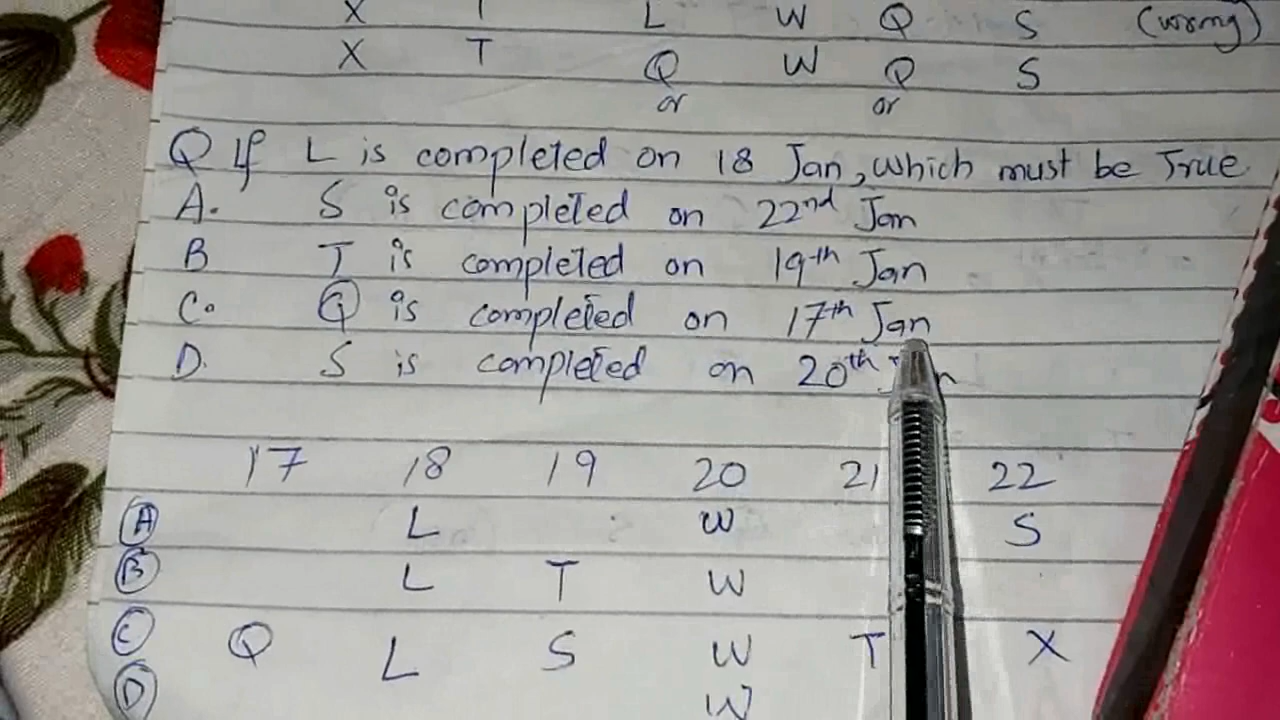 X T L W Q S (wrong)
X T Q W Q S
or or
Q If L is completed on 18 Jan, which must be True
A. S is completed on 22nd Jan
B T is completed on 19th Jan
C. Q is completed on 17th Jan
D. S is completed on 20th
17 18 19 20 21 22
A L W S
B L T W
C Q L S W T X
D W